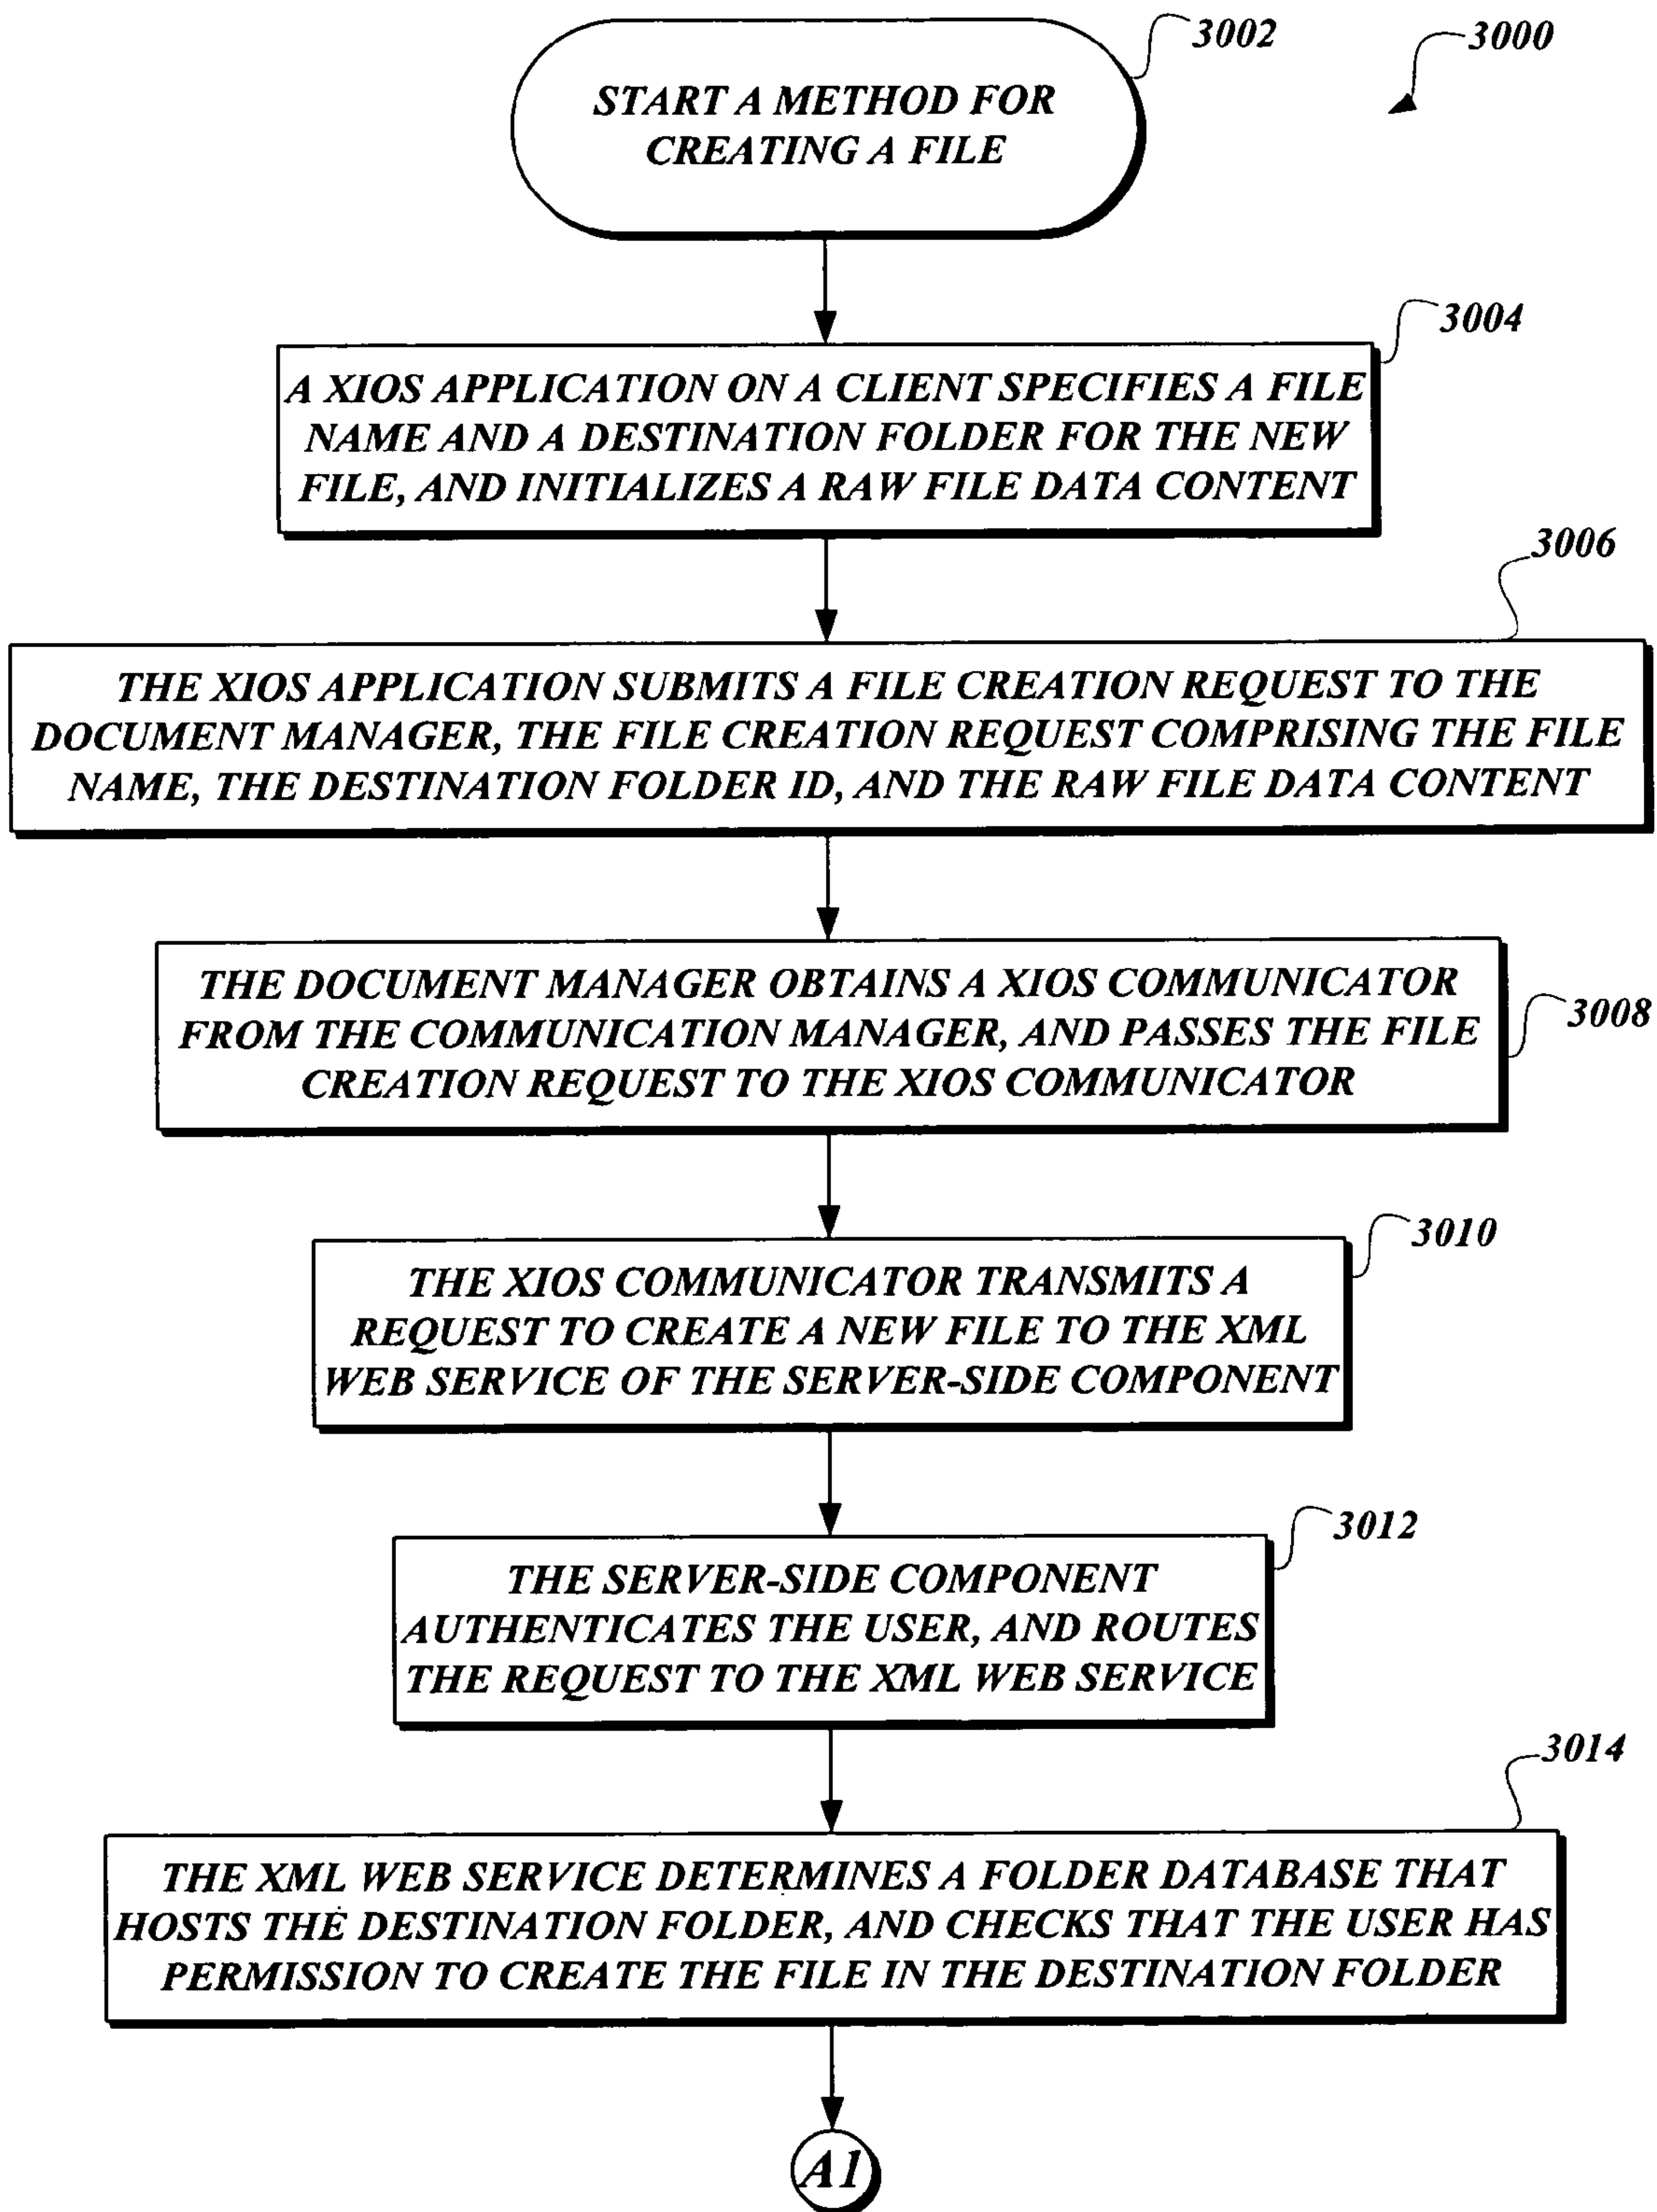 3002
3000
START A METHOD FOR
CREATING A FILE
3004
A XIOS APPLICATION ON A CLIENT SPECIFIES A FILE
NAME AND A DESTINATION FOLDER FOR THE NEW
FILE, AND INITIALIZES A RAW FILE DATA CONTENT
3006
THE XIOS APPLICATION SUBMITS A FILE CREATION REQUEST TO THE
DOCUMENT MANAGER, THE FILE CREATION REQUEST COMPRISING THE FILE
NAME, THE DESTINATION FOLDER ID, AND THE RAW FILE DATA CONTENT
THE DOCUMENT MANAGER OBTAINS A XIOS COMMUNICATOR
FROM THE COMMUNICATION MANAGER, AND PASSES THE FILE
CREATION REQUEST TO THE XIOS COMMUNICATOR
3008
3010
THE XIOS COMMUNICATOR TRANSMITS A
REQUEST TO CREATE A NEW FILE TO THE XML
WEB SERVICE OF THE SERVER-SIDE COMPONENT
3012
THE SERVER-SIDE COMPONENT
AUTHENTICATES THE USER, AND ROUTES
THE REQUEST TO THE XML WEB SERVICE
3014
THE XML WEB SERVICE DETERMINES A FOLDER DATABASE THAT
HOSTS THE DESTINATION FOLDER, AND CHECKS THAT THE USER HAS
PERMISSION TO CREATE THE FILE IN THE DESTINATION FOLDER
A1